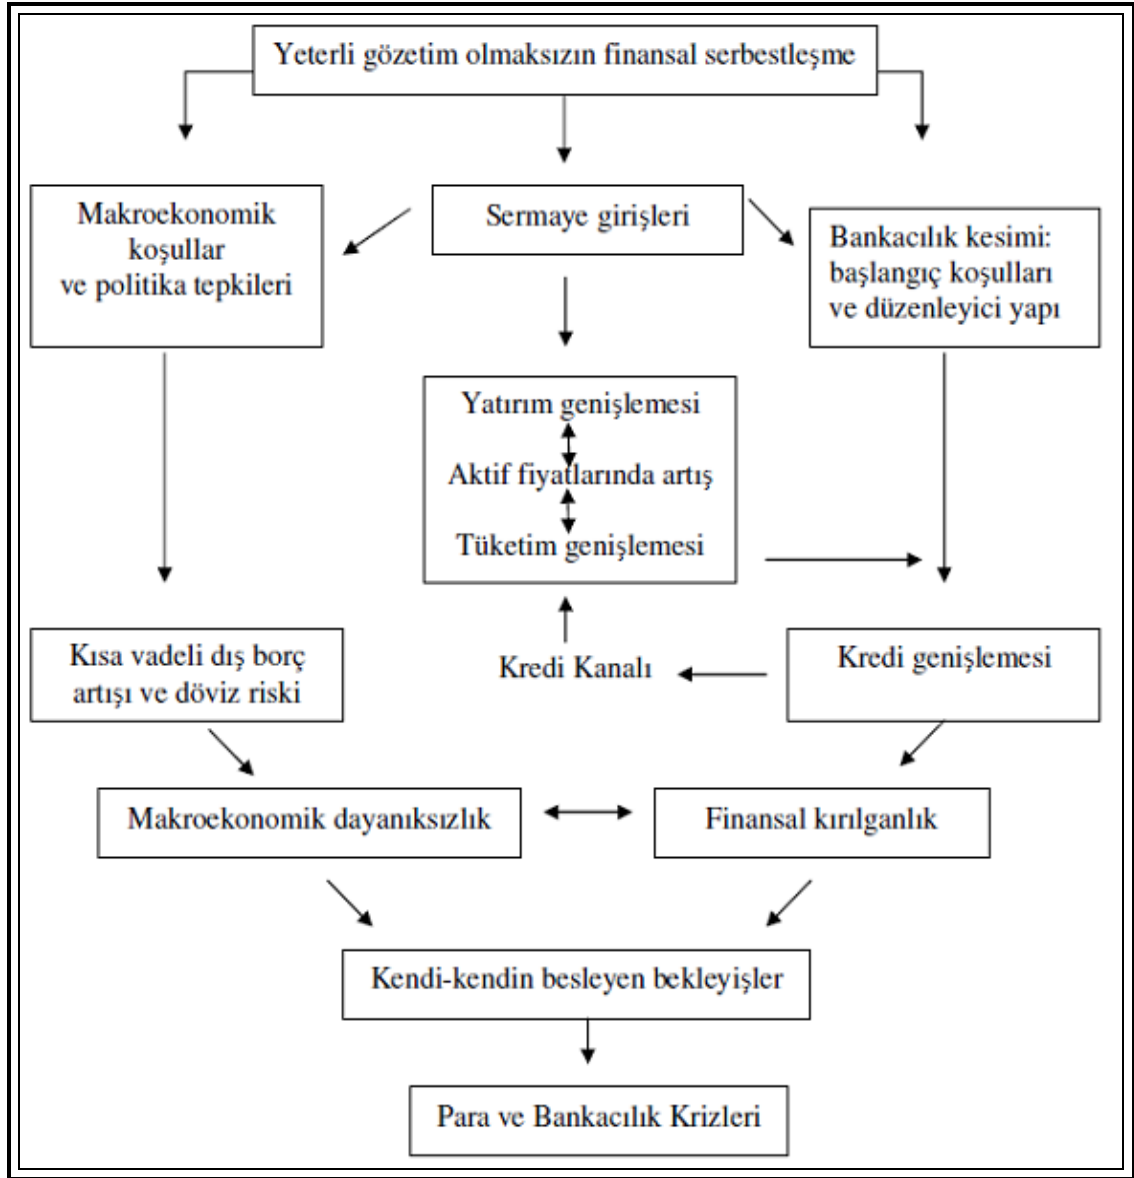 Yeterli gözetim olmaksızın finansal serbestleşme
Makroekonomik
koşullar
ve politika tepkileri
Sermaye girişleri
Bankacılık kesimi:
başlangıç koşulları
ve düzenleyici yapı
Yatırım genişlemesi
Aktif fiyatlarında artış
Tüketim genişlemesi
Kısa vadeli dış borç
artışı ve döviz riski
Kredi Kanalı
Kredi genişlemesi
Makroekonomik dayanıksızlık
Finansal kırılganlık
Kendi-kendin besleyen bekleyişler
Para ve Bankacılık Krizleri